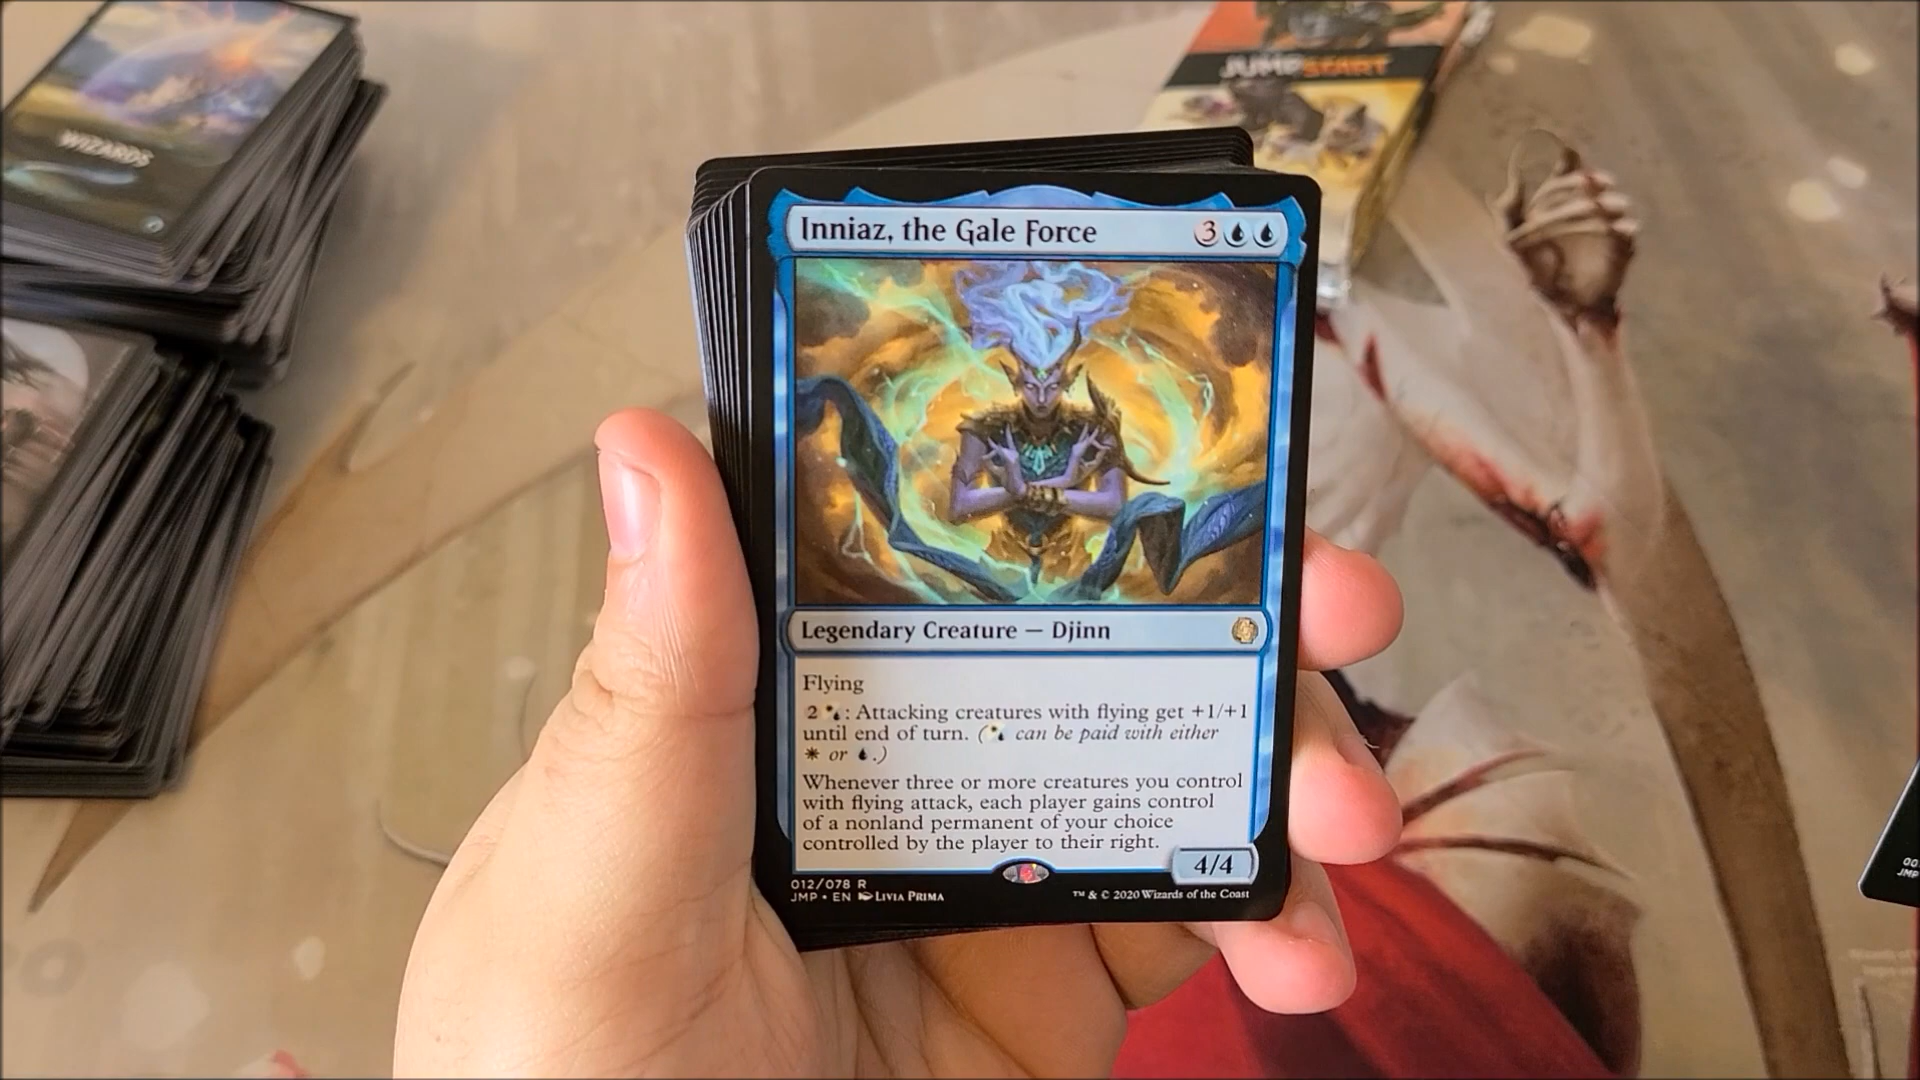 WIZARDS
JUMPSTART
Inniaz, the Gale Force 3
Legendary Creature — Djinn
Flying
2 : Attacking creatures with flying get +1/+1
until end of turn. ( can be paid with either
or .)
Whenever three or more creatures you control
with flying attack, each player gains control
of a nonland permanent of your choice
controlled by the player to their right.
4/4
012/078 R
JMP • EN LIVIA PRIMA
™ & © 2020 Wizards of the Coast
JMP